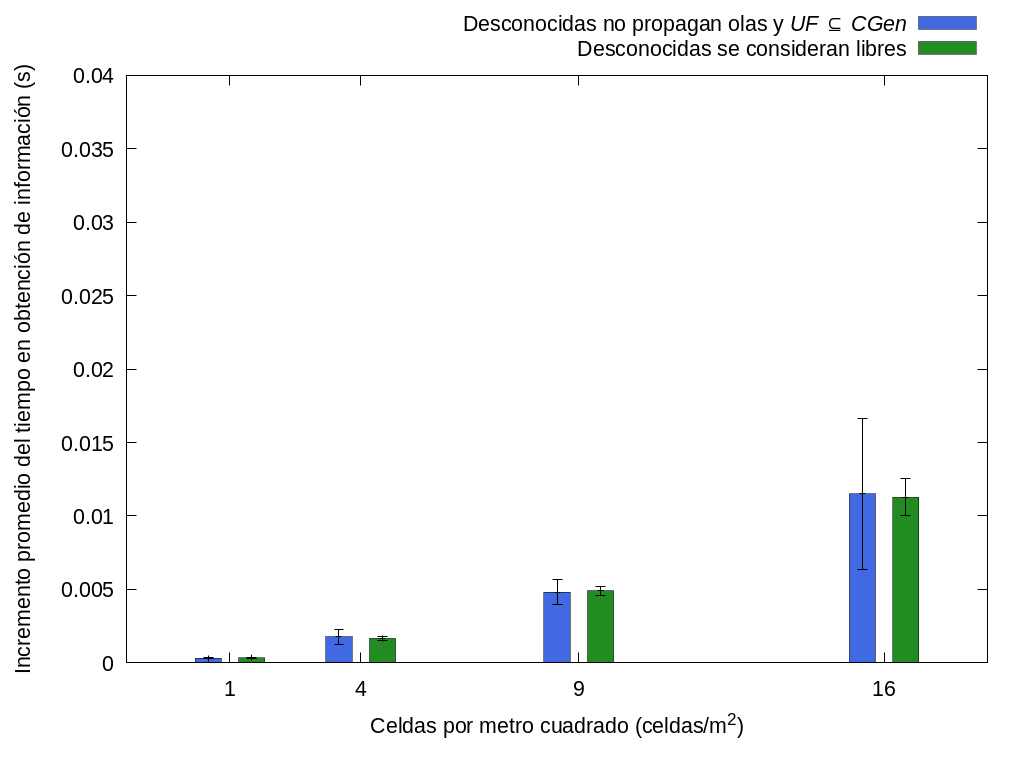 Desconocidas no propagan olas y UF ⊆ CGen
Desconocidas se consideran libres
Incremento promedio del tiempo en obtención de información (s)
0.04
0.035
0.03
0.025
0.02
0.015
0.01
0.005
0
1 4 9 16
Celdas por metro cuadrado (celdas/m²)